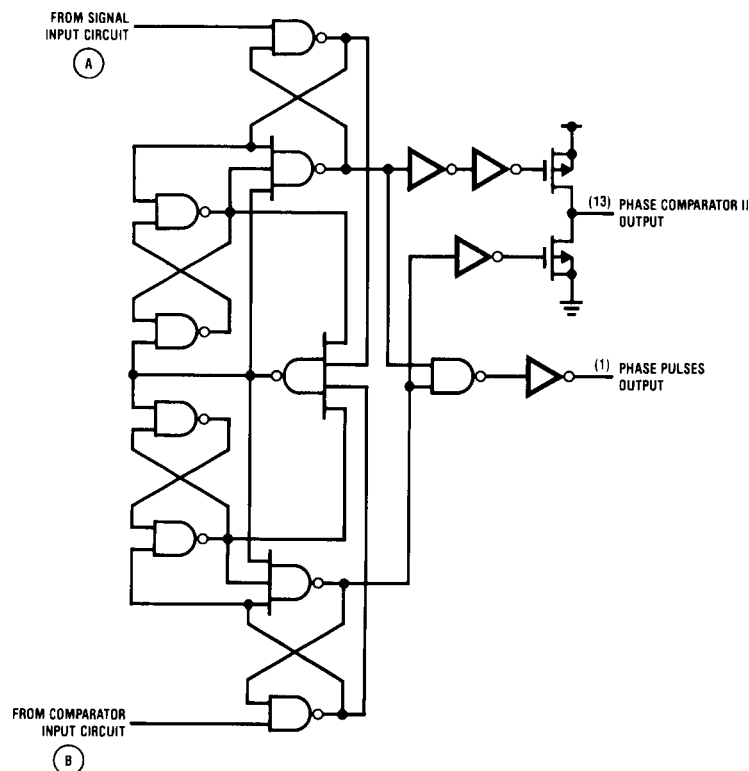 FROM SIGNAL
INPUT CIRCUIT
A
(13) PHASE COMPARATOR II
OUTPUT
(1) PHASE PULSES
OUTPUT
FROM COMPARATOR
INPUT CIRCUIT
B